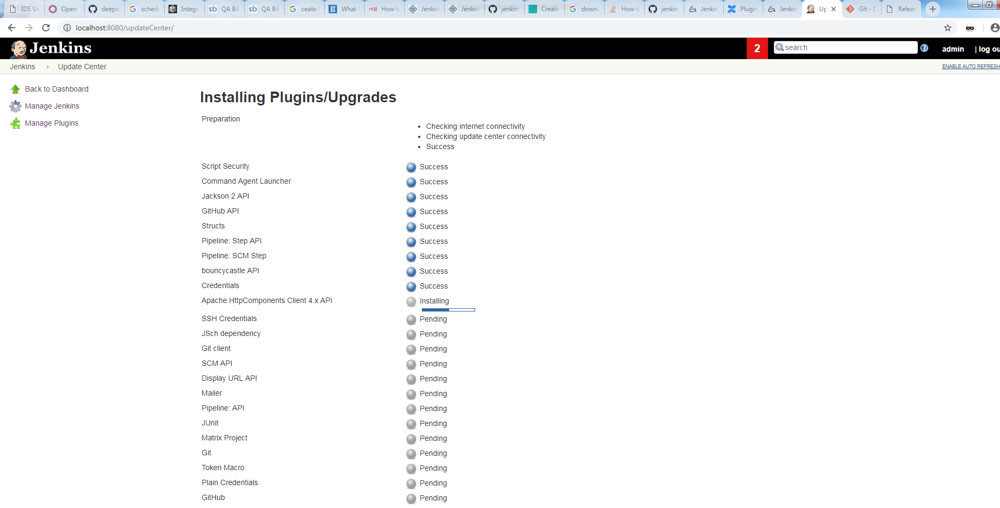 IDS Us Open deepa sched Integra QA BA QA BA ceate What I How to Jenkin Jenkin jenkin Create downl How to jenkin Jenkin Plugin Jenkin Up Git - D Releas
localhost:8080/updateCenter/
Jenkins 2 search admin | log ou
Jenkins Update Center ENABLE AUTO REFRESH
Back to Dashboard
Manage Jenkins
Manage Plugins
Installing Plugins/Upgrades
Preparation
Checking internet connectivity
Checking update center connectivity
Success
Script Security Success
Command Agent Launcher Success
Jackson 2 API Success
GitHub API Success
Structs Success
Pipeline: Step API Success
Pipeline: SCM Step Success
bouncycastle API Success
Credentials Success
Apache HttpComponents Client 4.x API Installing
SSH Credentials Pending
JSch dependency Pending
Git client Pending
SCM API Pending
Display URL API Pending
Mailer Pending
Pipeline: API Pending
JUnit Pending
Matrix Project Pending
Git Pending
Token Macro Pending
Plain Credentials Pending
GitHub Pending